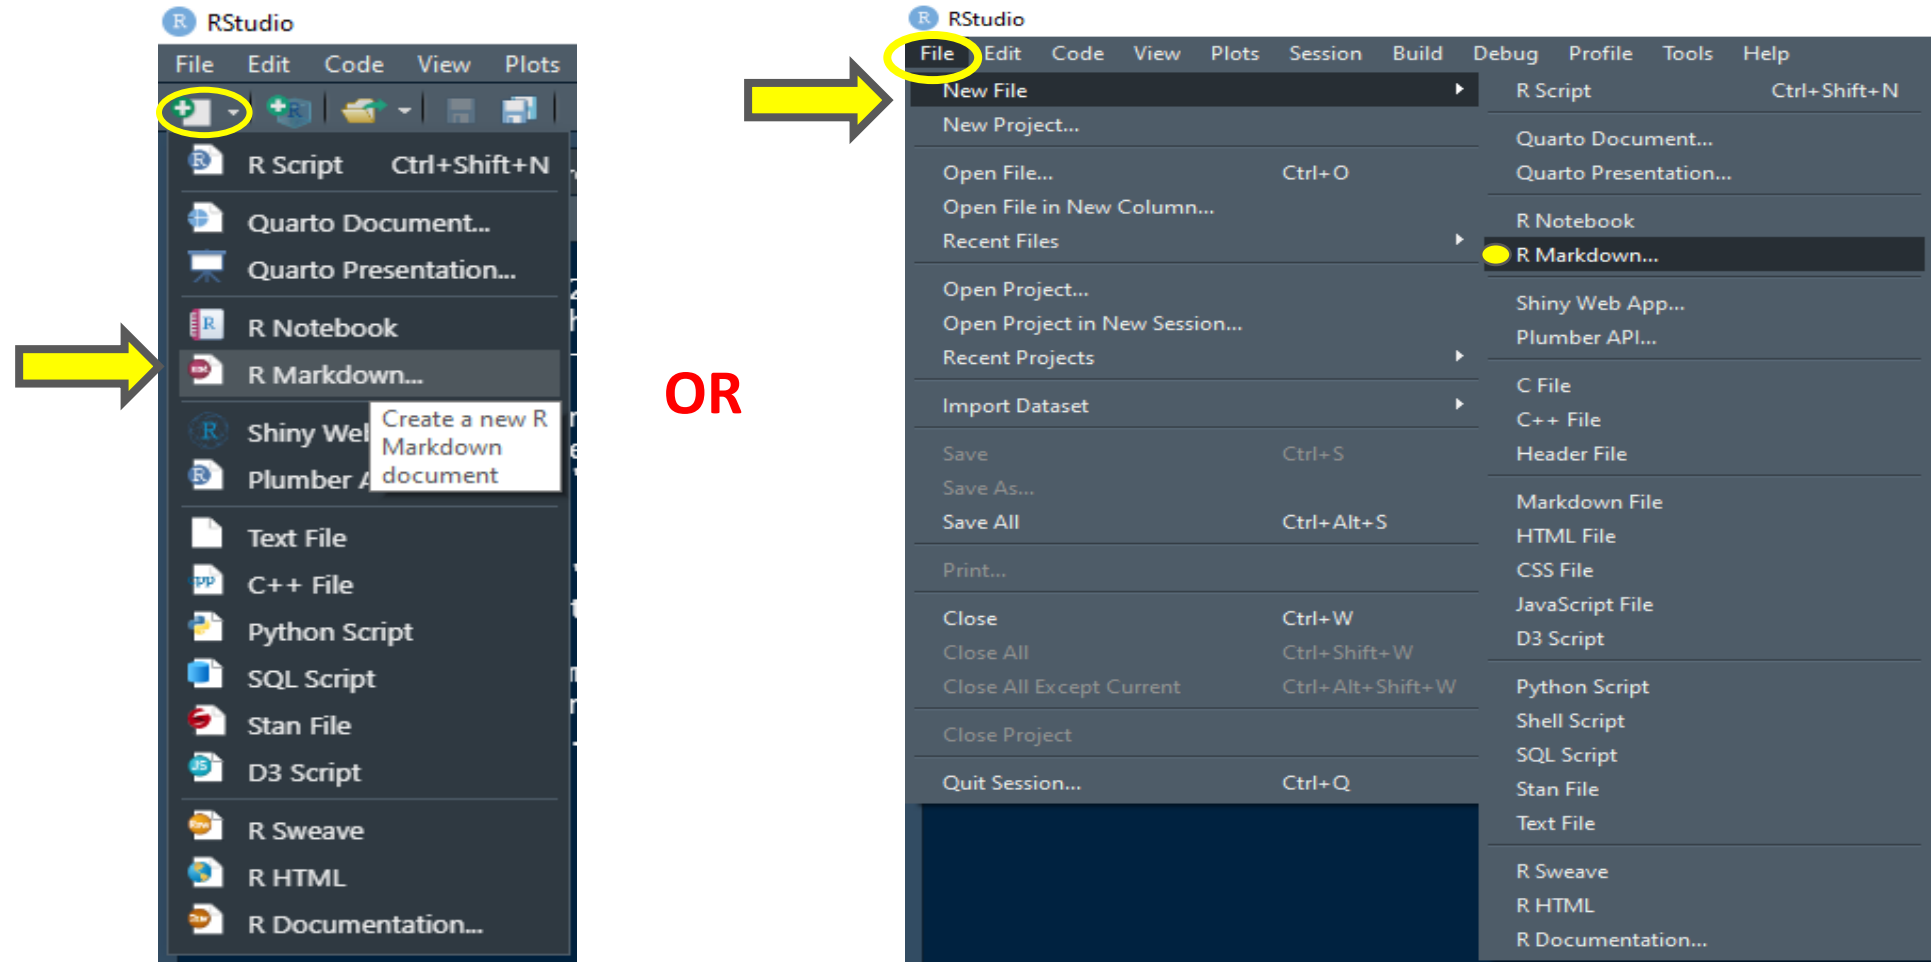 RStudio
File Edit Code View Plots
R Script Ctrl+Shift+N
Quarto Document...
Quarto Presentation...
R Notebook
R Markdown...
Create a new R
Markdown
document
Shiny
Plumber
Text File
C++ File
Python Script
SQL Script
Stan File
D3 Script
R Sweave
R HTML
R Documentation...
OR
RStudio
File Edit Code View Plots Session Build Debug Profile Tools Help
New File
New Project...
Open File... Ctrl+O
Open File in New Column...
Recent Files
Open Project...
Open Project in New Session...
Recent Projects
Import Dataset
Save Ctrl+S
Save As...
Save All Ctrl+Alt+S
Print...
Close Ctrl+W
Close All Ctrl+Shift+W
Close All Except Current Ctrl+Alt+Shift+W
Close Project
Quit Session... Ctrl+Q
R Script Ctrl+Shift+N
Quarto Document...
Quarto Presentation...
R Notebook
R Markdown...
Shiny Web App...
Plumber API...
C File
C++ File
Header File
Markdown File
HTML File
CSS File
JavaScript File
D3 Script
Python Script
Shell Script
SQL Script
Stan File
Text File
R Sweave
R HTML
R Documentation...